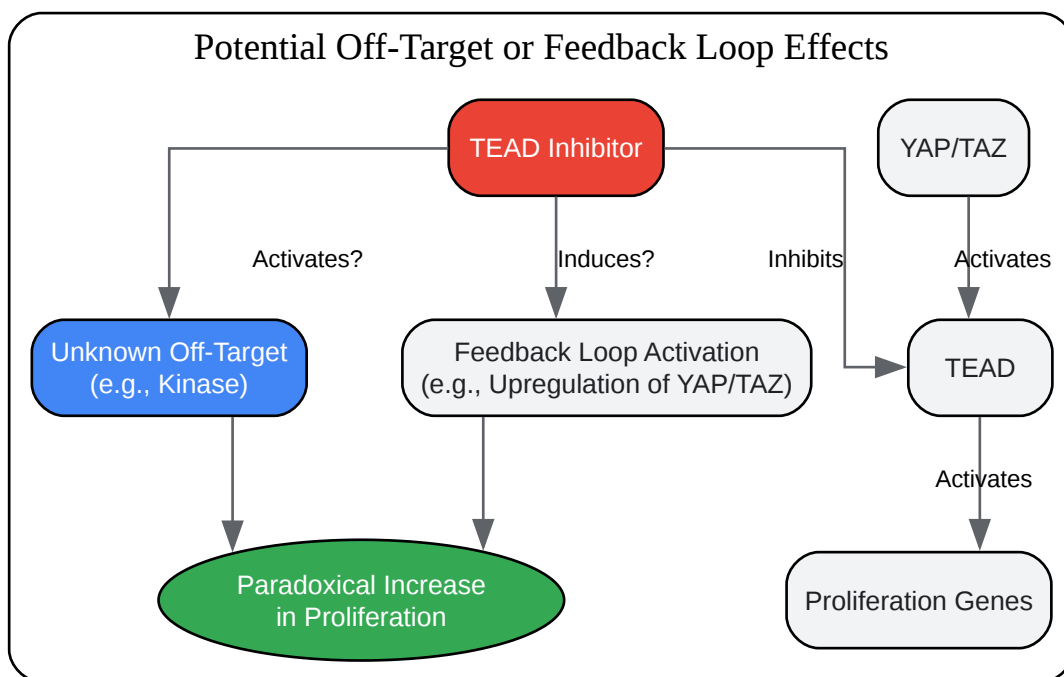 Potential Off-Target or Feedback Loop Effects
TEAD Inhibitor
YAP/TAZ
Activates?
Induces?
Inhibits
Activates
Unknown Off-Target
(e.g., Kinase)
Feedback Loop Activation
(e.g., Upregulation of YAP/TAZ)
TEAD
Activates
Paradoxical Increase
in Proliferation
Proliferation Genes